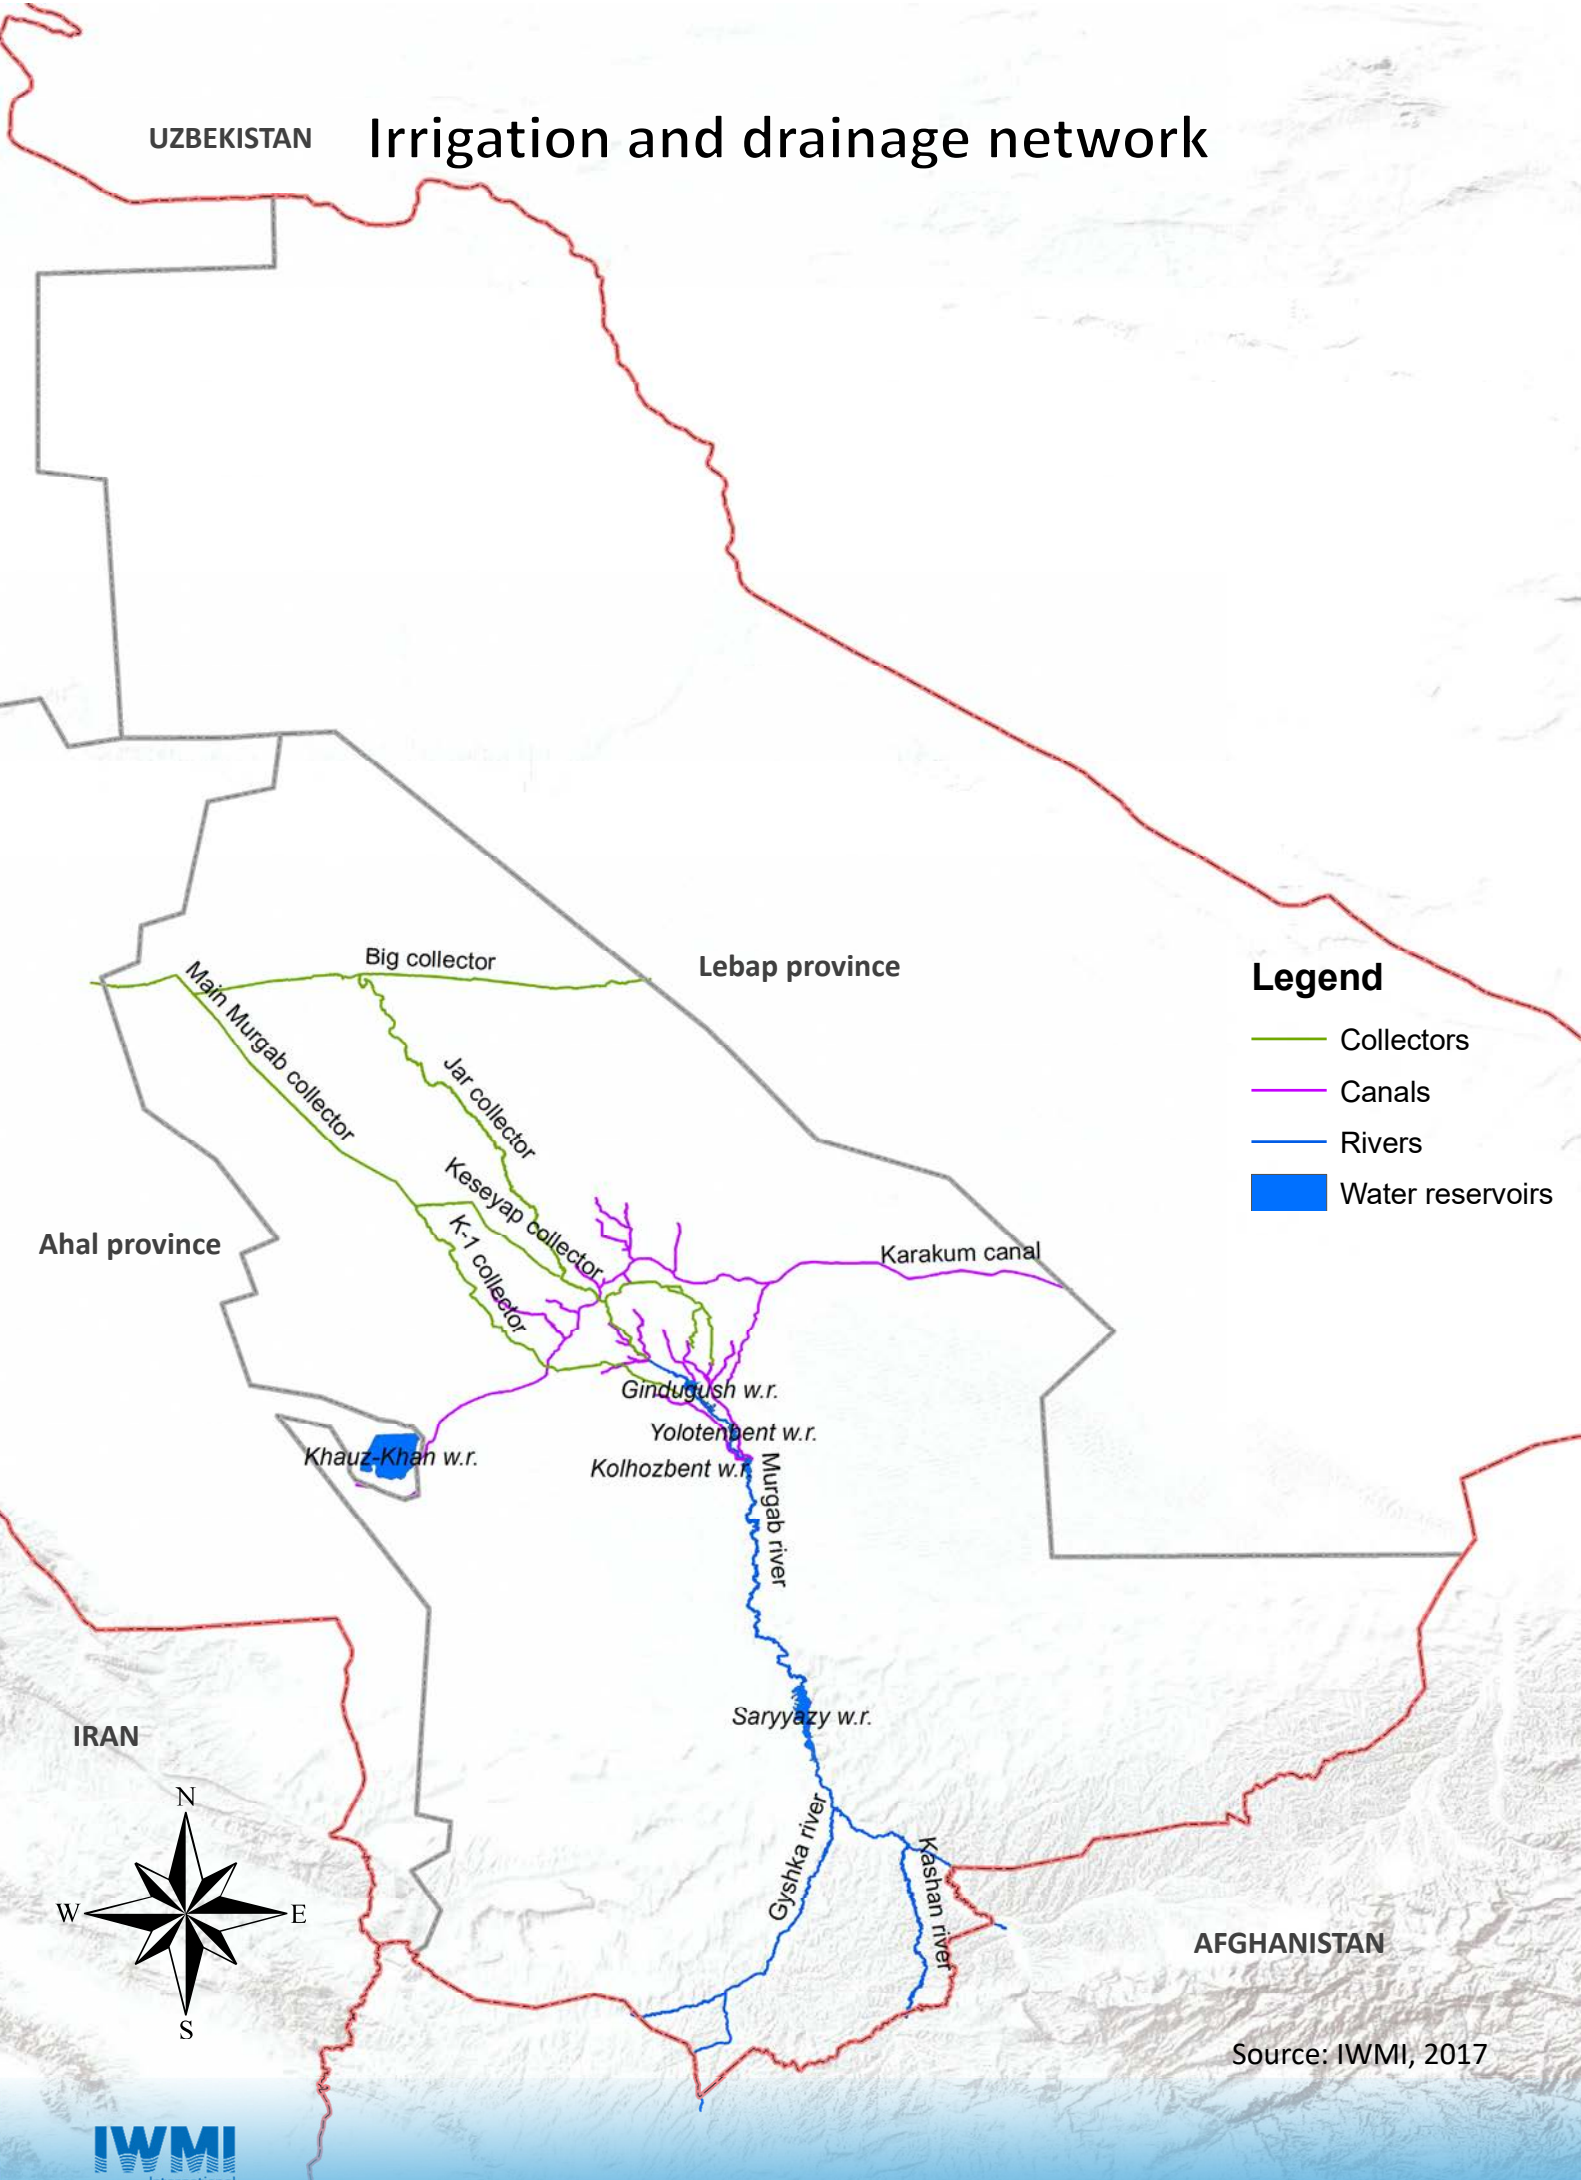 UZBEKISTAN
Irrigation and drainage network
Big collector
Lebap province
Main Murgab collector
Jar collector
Keseyap collector
K-1 collector
Ahal province
Karakum canal
Legend
Collectors
Canals
Rivers
Water reservoirs
Gindugush w.r.
Yolotenbent w.r.
Khauz-Khan w.r.
Kolhozbent w.r.
Murgab river
Saryyazy w.r.
IRAN
Gyshka river
Kashan river
N
W
E
S
AFGHANISTAN
Source: IWMI, 2017
IWMI